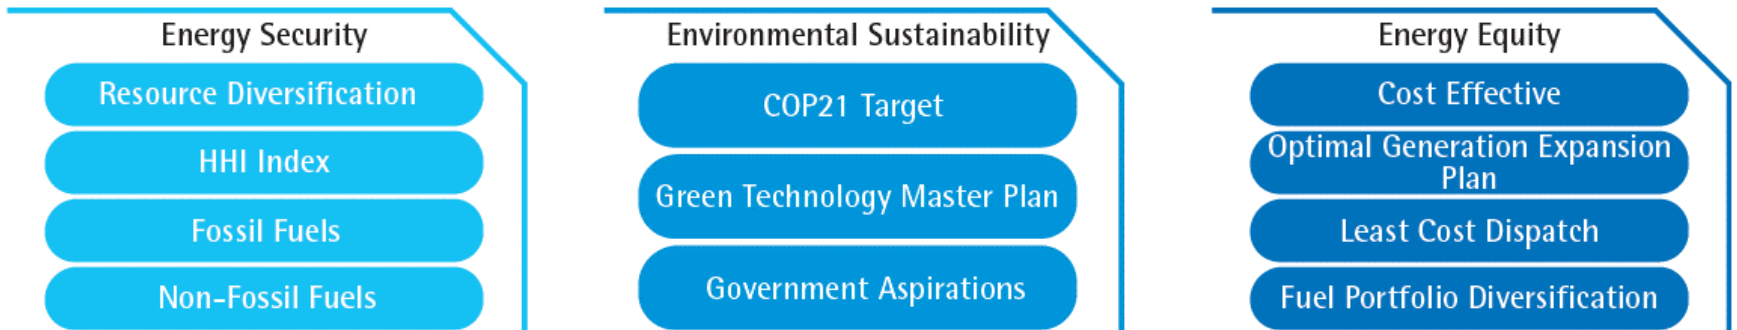 Energy Security
Resource Diversification
HHI Index
Fossil Fuels
Non-Fossil Fuels
Environmental Sustainability
COP21 Target
Green Technology Master Plan
Government Aspirations
Energy Equity
Cost Effective
Optimal Generation Expansion
Plan
Least Cost Dispatch
Fuel Portfolio Diversification